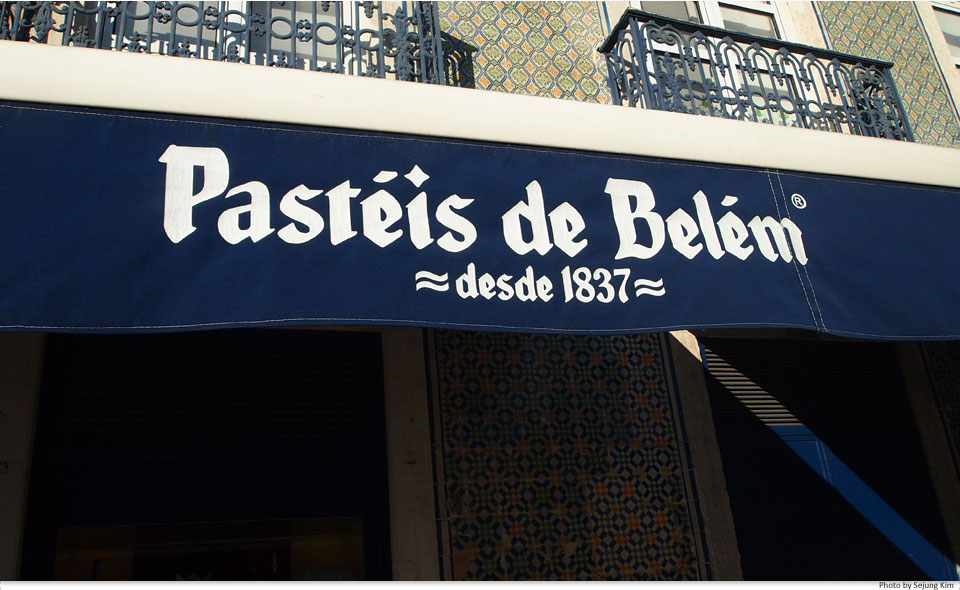 Pastéis de Belém®
≈desde 1837≈
Photo by Sejung Kim